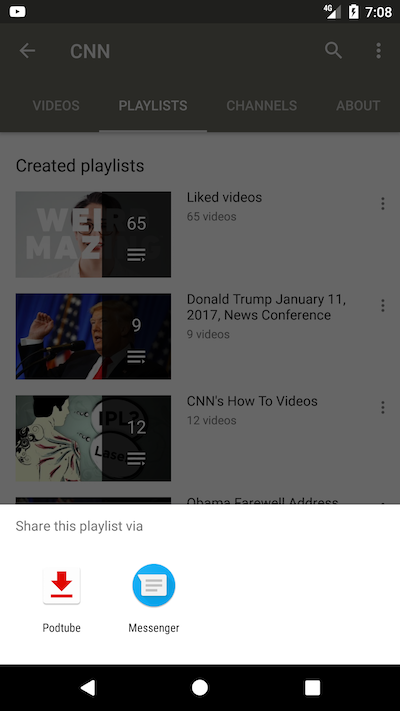 4G 7:08
CNN
VIDEOS PLAYLISTS CHANNELS ABOUT
Created playlists
WEIRD
MAZING
65
Liked videos
65 videos
9
Donald Trump January 11,
2017, News Conference
9 videos
IPL?
Laser
12
CNN's How To Videos
12 videos
Obama Farewell Address
Share this playlist via
Podtube
Messenger